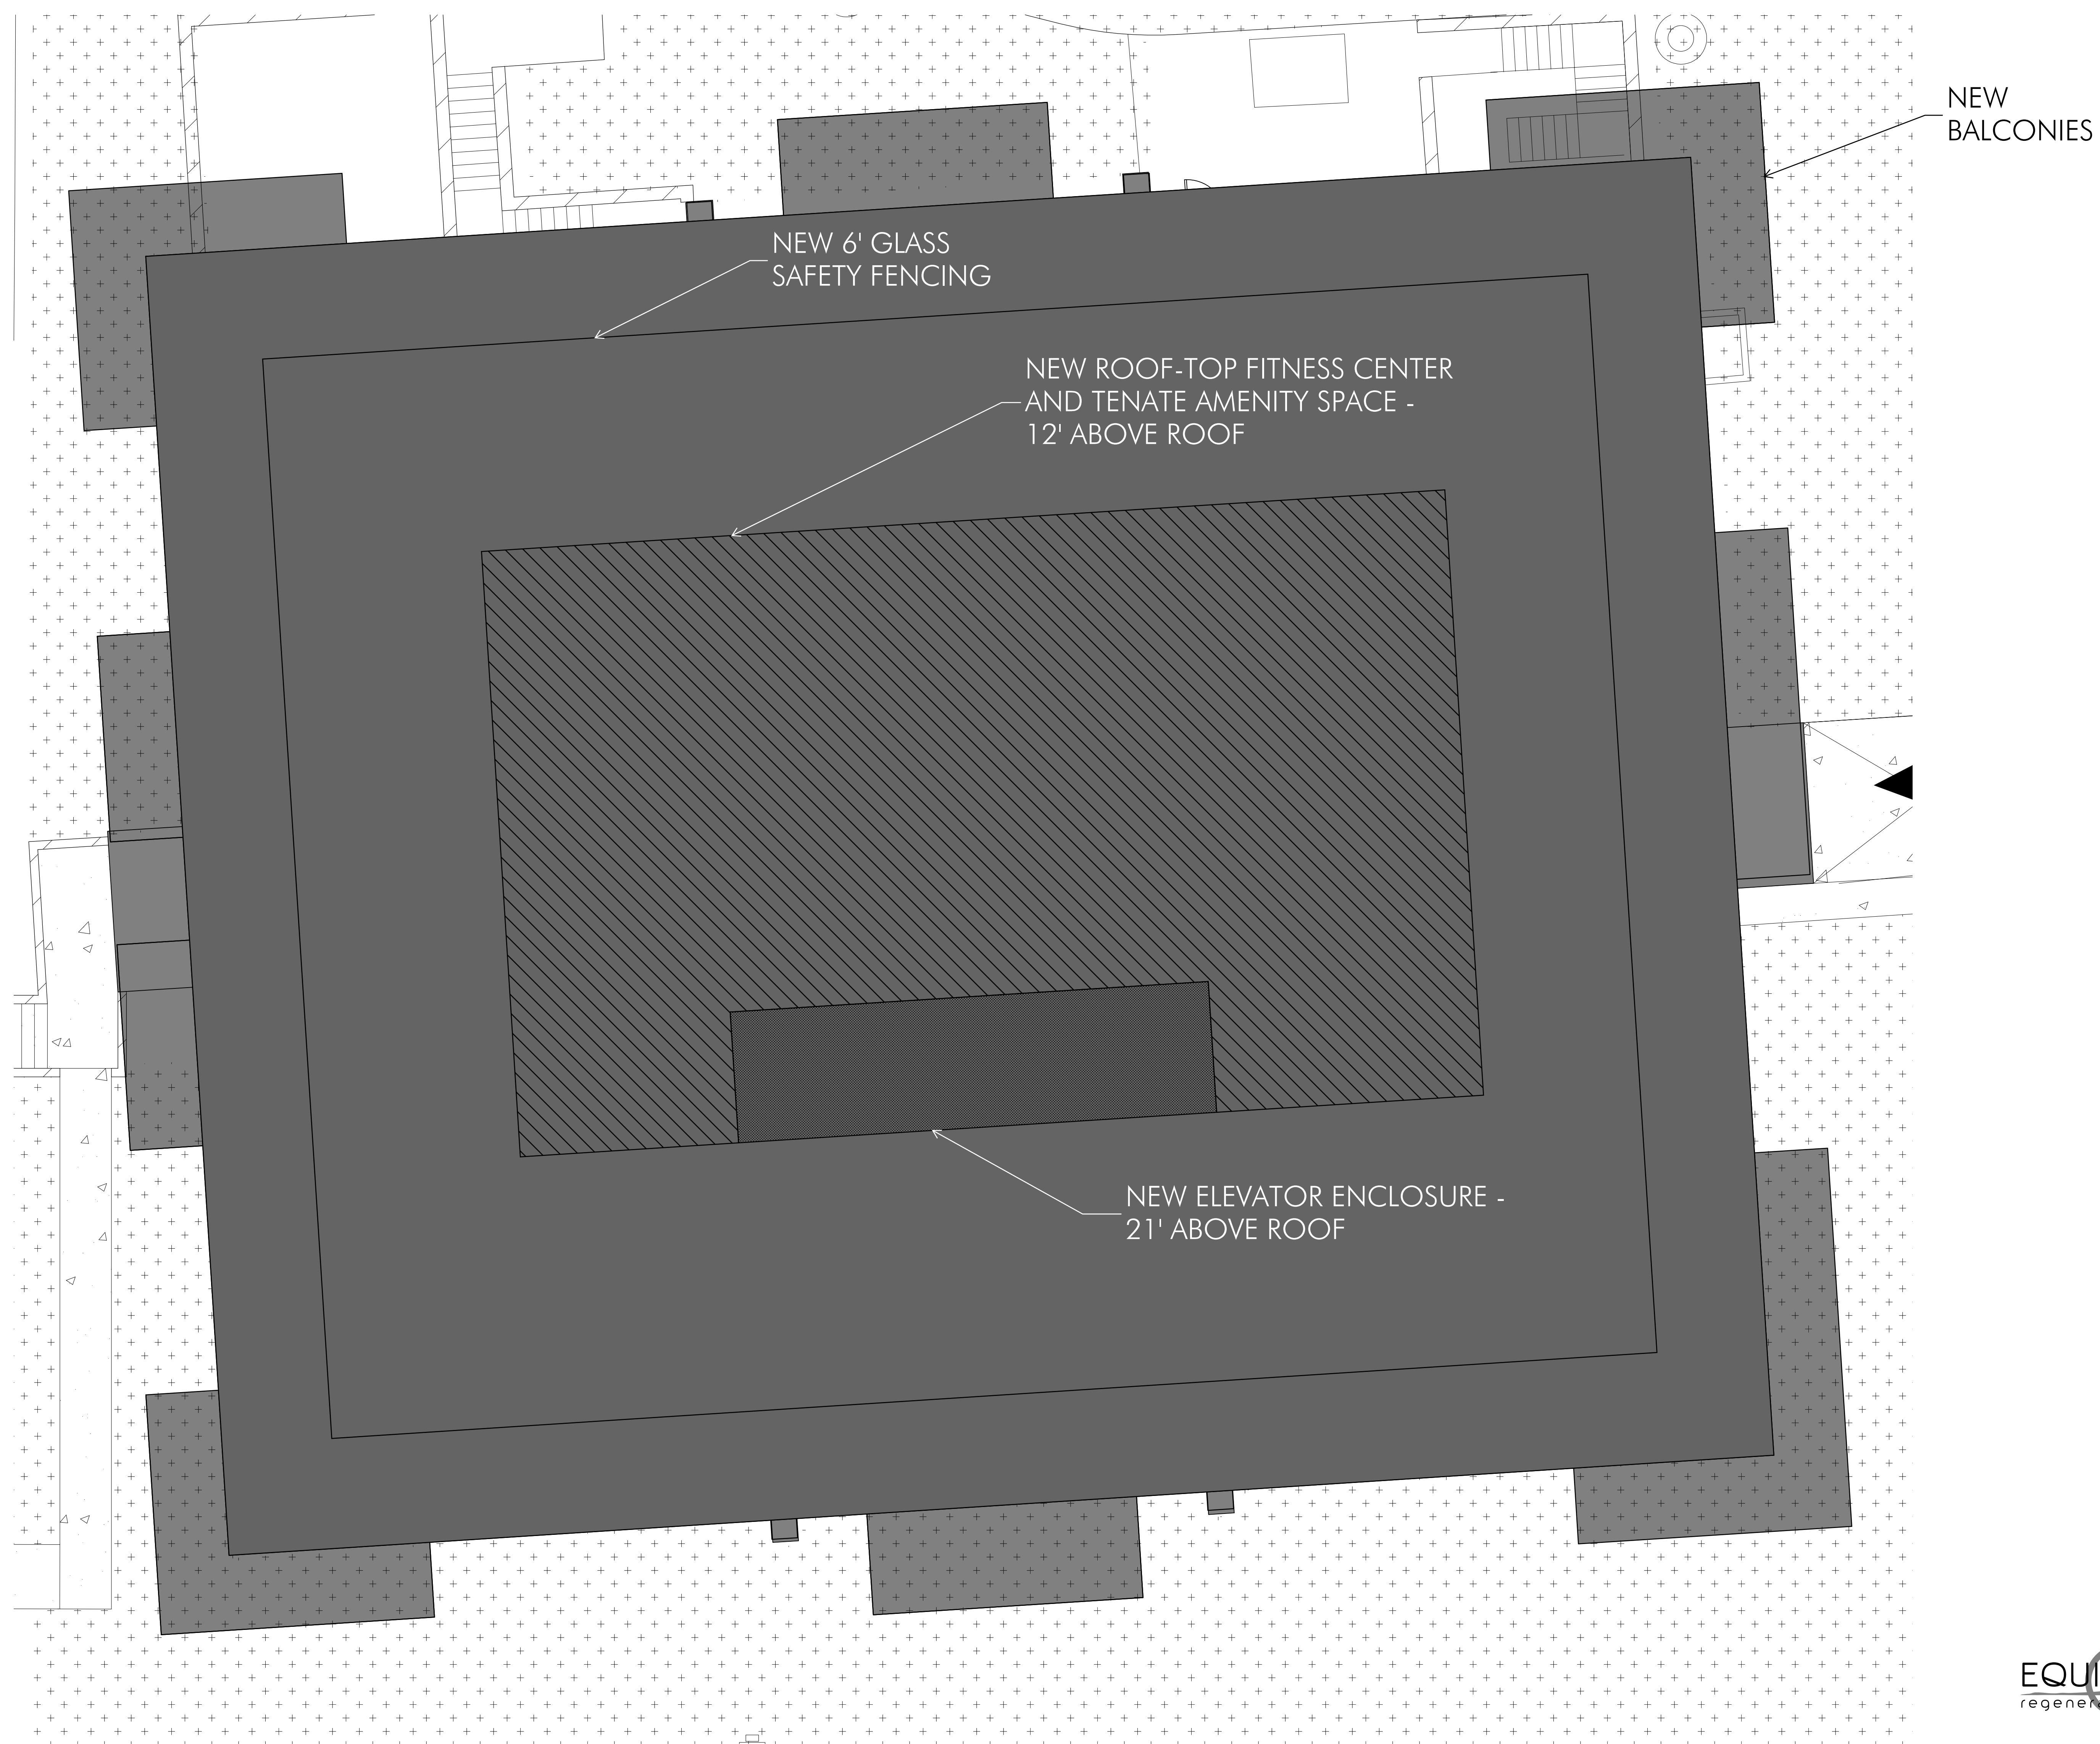 NEW
BALCONIES
NEW 6' GLASS
SAFETY FENCING
NEW ROOF-TOP FITNESS CENTER
AND TENATE AMENITY SPACE -
12' ABOVE ROOF
NEW ELEVATOR ENCLOSURE -
21' ABOVE ROOF